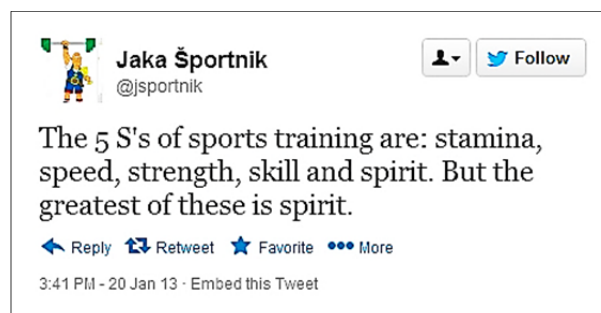 Jaka Športnik
@jsportnik
Follow
The 5 S's of sports training are: stamina,
speed, strength, skill and spirit. But the
greatest of these is spirit.
Reply Retweet Favorite More
3:41 PM - 20 Jan 13 · Embed this Tweet